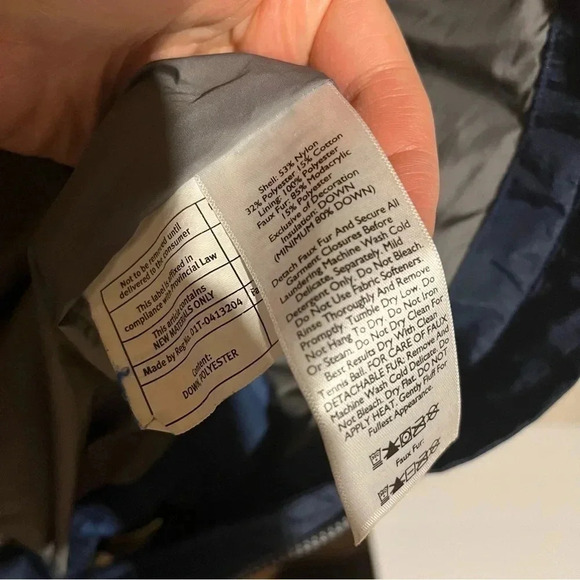 Not to be removed until
delivered to the consumer
This label is affixed in
compliance with Provincial Law
This article contains
NEW MATERIALS ONLY
Made by Reg No. 03T-0413204
Content:
DOWN, POLYESTER
Shell: 53% Nylon
32% Polyester 15% Cotton
Lining: 100% Polyester
Faux Fur: 85% Modacrylic
15% Polyester
Exclusive of Decoration
Insulation: DOWN
(MINIMUM 80% DOWN)
Detach Faux Fur And Secure All
Garment Closures Before
Laundering Machine Wash Cold
Delicate, Separately. Mild
Detergent Only. Do Not Bleach.
Do Not Use Fabric Softeners
Rinse Thoroughly And Remove
Promptly. Tumble Dry Low. Do
Not Hang To Dry. Do Not Iron
Or Steam. Do Not Dry Clean For
Best Results Dry With Clean
Tennis Ball. FOR CARE OF FAUX
DETACHABLE FUR: Remove And
Machine Wash Cold Delicate. Do
Not Bleach. Dry Flat. DO NOT
APPLY HEAT. Gently Fluff For
Fullest Appearance.
Faux Fur: